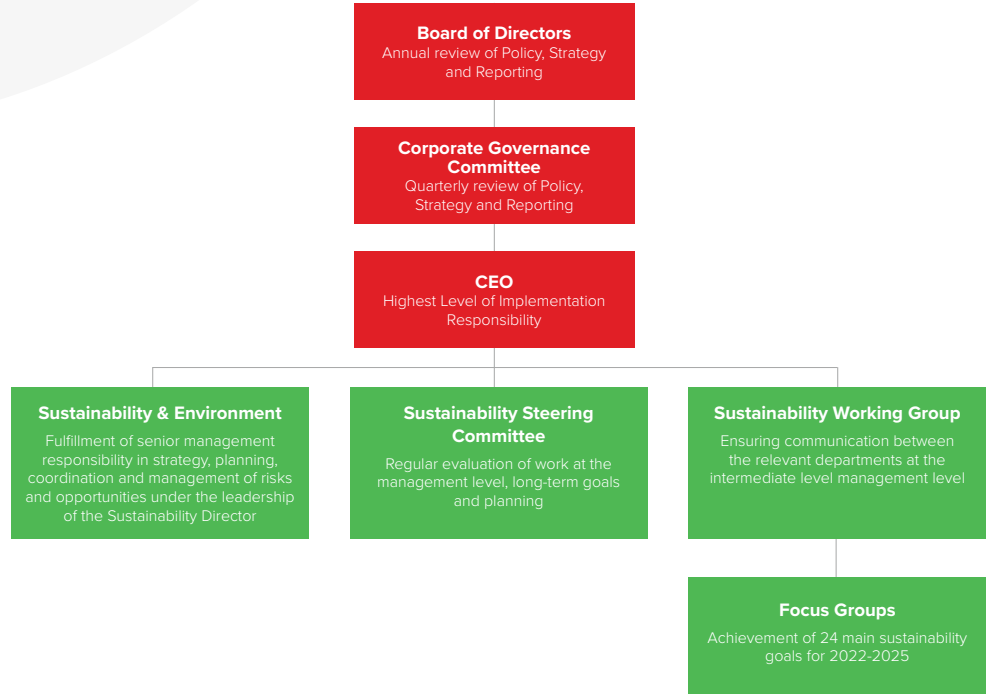 Board of Directors
Annual review of Policy, Strategy
and Reporting
Corporate Governance
Committee
Quarterly review of Policy,
Strategy and Reporting
CEO
Highest Level of Implementation
Responsibility
Sustainability & Environment
Fulfillment of senior management
responsibility in strategy, planning,
coordination and management of risks
and opportunities under the leadership
of the Sustainability Director
Sustainability Steering
Committee
Regular evaluation of work at the
management level, long-term goals
and planning
Sustainability Working Group
Ensuring communication between
the relevant departments at the
intermediate level management level
Focus Groups
Achievement of 24 main sustainability
goals for 2022-2025